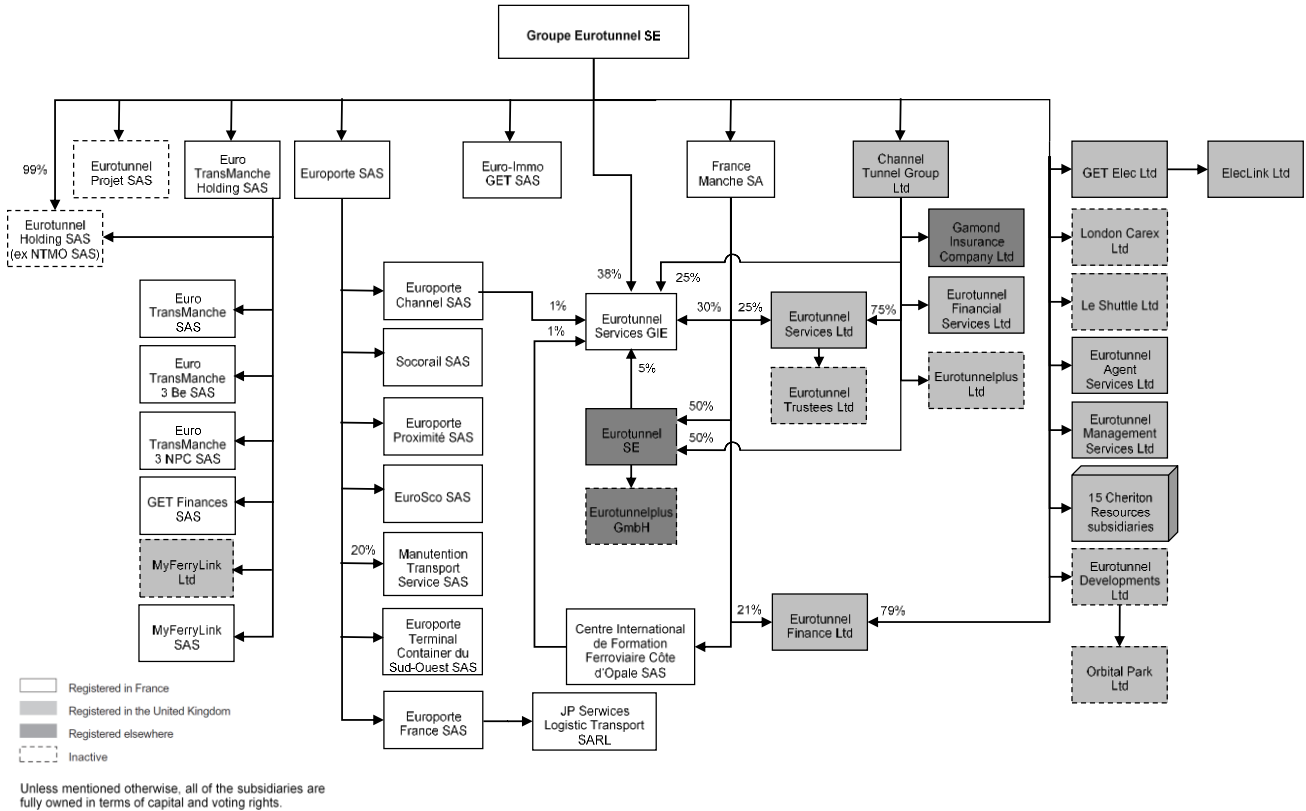 Groupe Eurotunnel SE
99%
Eurotunnel
Projet SAS
Euro
TransManche
Holding SAS
Europorte SAS
Euro-Immo
GET SAS
France
Manche SA
Channel
Tunnel Group
Ltd
GET Elec Ltd
ElecLink Ltd
Eurotunnel
Holding SAS
(ex NTMO SAS)
Gamond
Insurance
Company Ltd
London Carex
Ltd
Euro
TransManche
SAS
Europorte
Channel SAS
38%
25%
1%
1%
Eurotunnel
Services GIE
30%
25%
Eurotunnel
Services Ltd
75%
Eurotunnel
Financial
Services Ltd
Le Shuttle Ltd
Euro
TransManche
3 Be SAS
Socorail SAS
5%
Eurotunnel
Trustees Ltd
Eurotunnelplus
Ltd
Eurotunnel
Agent
Services Ltd
Euro
TransManche
3 NPC SAS
Europorte
Proximité SAS
50%
50%
Eurotunnel
SE
Eurotunnel
Management
Services Ltd
GET Finances
SAS
EuroSco SAS
Eurotunnelplus
GmbH
15 Cheriton
Resources
subsidiaries
MyFerryLink
Ltd
20%
Manutention
Transport
Service SAS
Eurotunnel
Developments
Ltd
MyFerryLink
SAS
Europorte
Terminal
Container du
Sud-Ouest SAS
Centre International
de Formation
Ferroviaire Côte
d'Opale SAS
21%
Eurotunnel
Finance Ltd
79%
Orbital Park
Ltd
Europorte
France SAS
JP Serwices
Logistic Transport
SARL
Registered in France
Registered in the United Kingdom
Registered elsewhere
Inactive
Unless mentioned otherwise, all of the subsidiaries are
fully owned in terms of capital and voting rights.